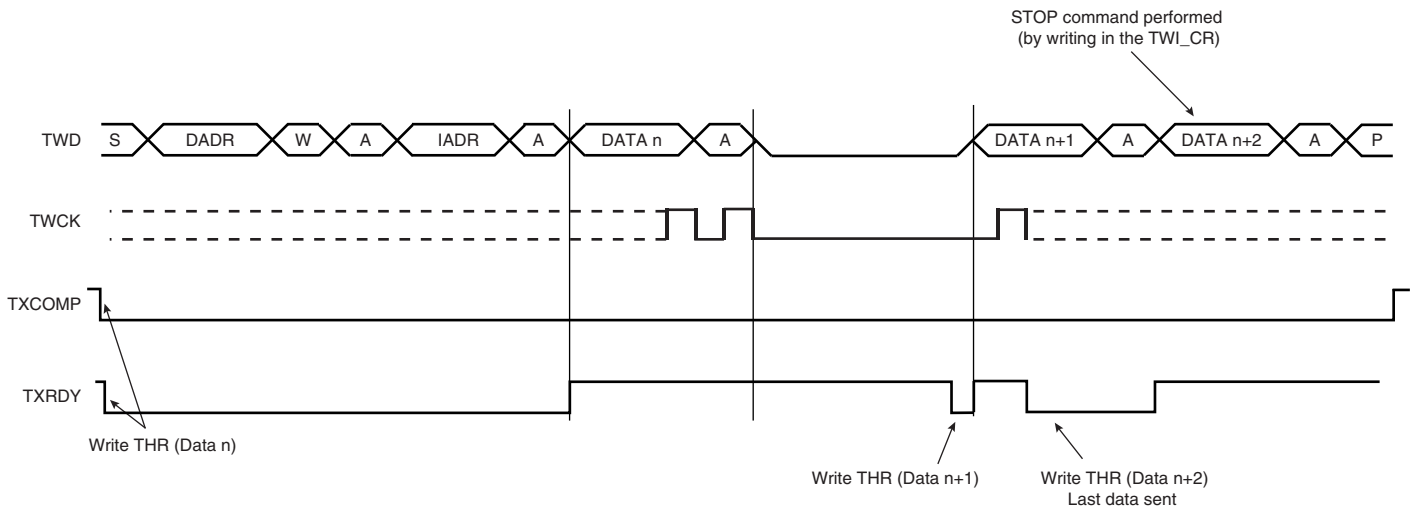 STOP command performed
(by writing in the TWI_CR)
TWD S DADR W A IADR A DATA n A DATA n+1 A DATA n+2 A P
TWCK
TXCOMP
TXRDY
Write THR (Data n)
Write THR (Data n+1)
Write THR (Data n+2)
Last data sent